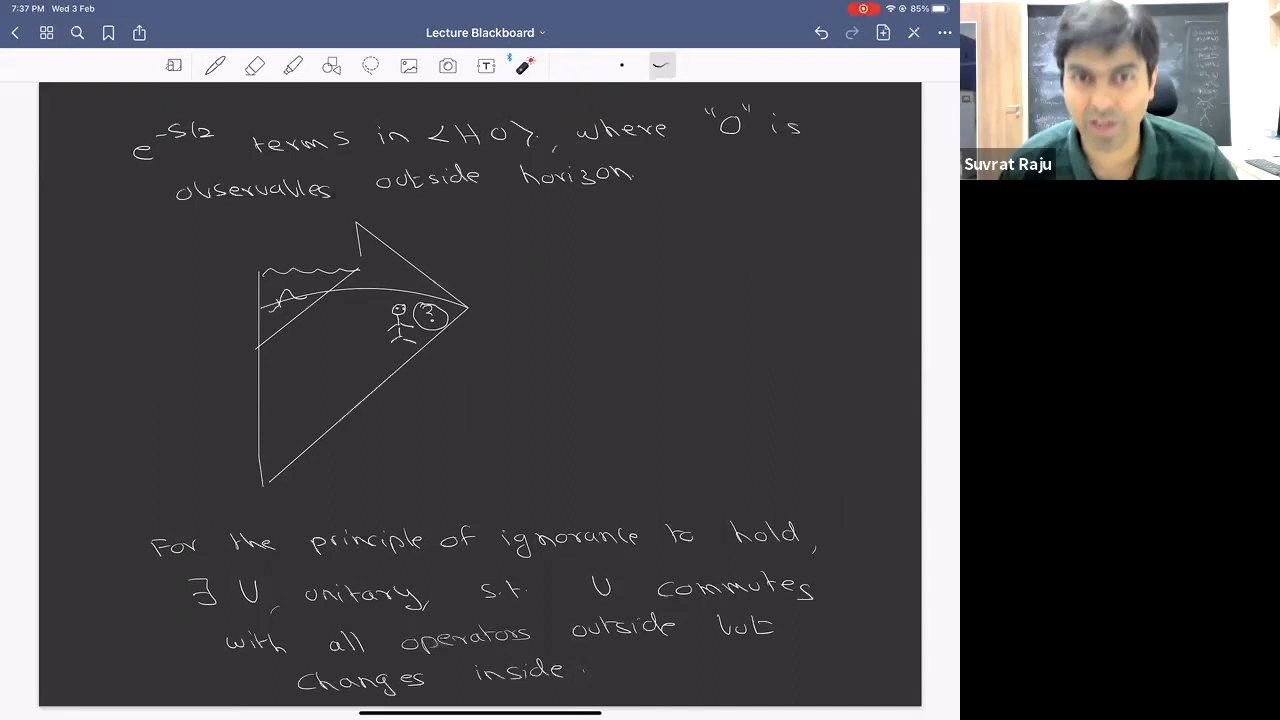 7:37 PM Wed 3 Feb
85%
Lecture Blackboard
T
Suvrat Raju
e^-S/2 terms in <H O>, where "O" is
observables outside horizon.
?
For the principle of ignorance to hold,
∃ U, unitary, s.t. U commutes
with all operators outside but
changes inside.